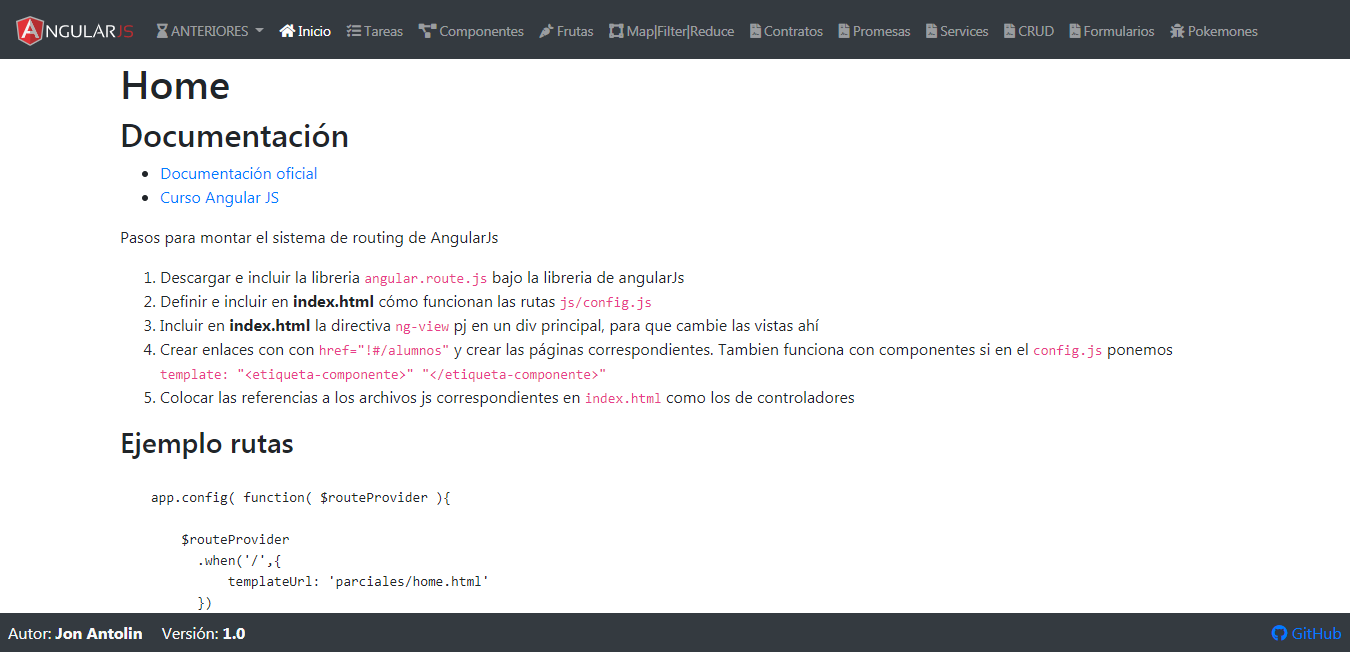 ANGULARJS ANTERIORES Inicio Tareas Componentes Frutas Map|Filter|Reduce Contratos Promesas Services CRUD Formularios Pokemones
Home
Documentación
Documentación oficial
Curso Angular JS
Pasos para montar el sistema de routing de AngularJs
1. Descargar e incluir la libreria angular.route.js bajo la libreria de angularJs
2. Definir e incluir en index.html cómo funcionan las rutas js/config.js
3. Incluir en index.html la directiva ng-view pj en un div principal, para que cambie las vistas ahí
4. Crear enlaces con con href="!#/alumnos" y crear las páginas correspondientes. Tambien funciona con componentes si en el config.js ponemos
template: "<etiqueta-componente>" "</etiqueta-componente>"
5. Colocar las referencias a los archivos js correspondientes en index.html como los de controladores
Ejemplo rutas
app.config( function( $routeProvider ){
$routeProvider
.when('/',{
templateUrl: 'parciales/home.html'
})
Autor: Jon Antolin Versión: 1.0 GitHub